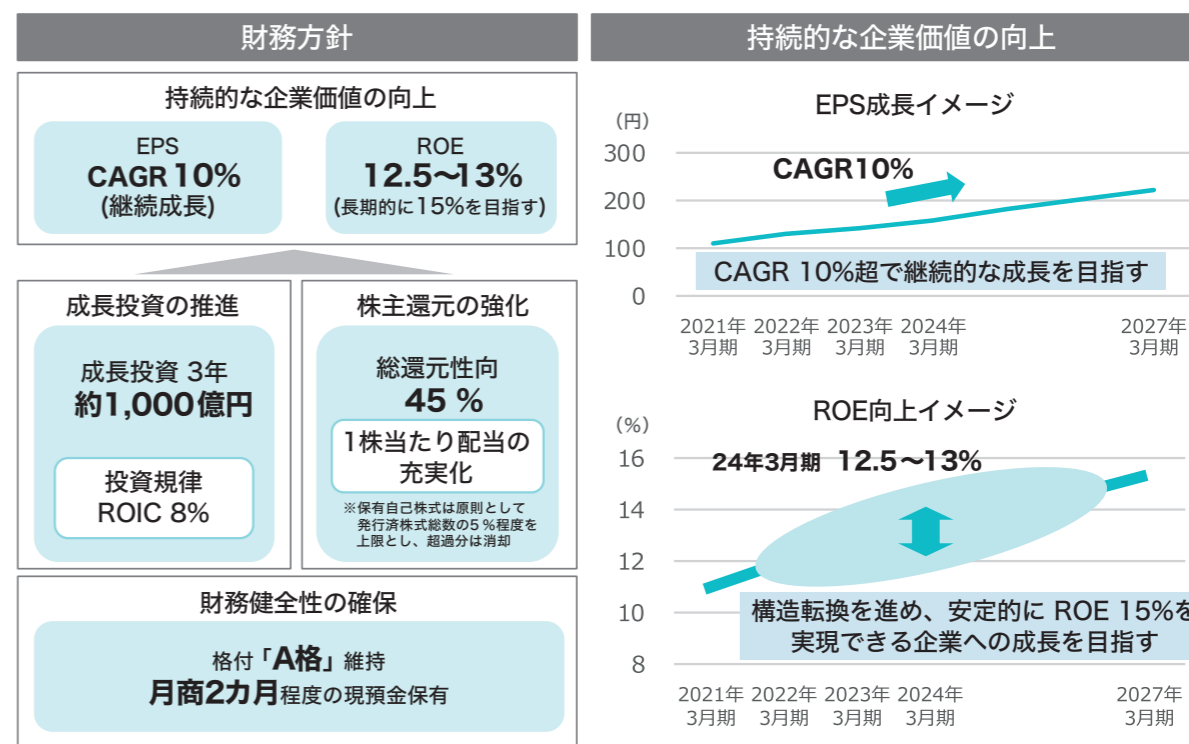 財務方針
持続的な企業価値の向上
EPS
CAGR 10%
(継続成長)
ROE
12.5〜13%
(長期的に15%を目指す)
成長投資の推進
成長投資 3年
約1,000億円
投資規律
ROIC 8%
株主還元の強化
総還元性向
45 %
1株当たり配当の
充実化
※保有自己株式は原則として
発行済株式総数の5%程度を
上限とし、超過分は消却
財務健全性の確保
格付「A格」維持
月商2カ月程度の現預金保有
持続的な企業価値の向上
EPS成長イメージ
(円)
300
200
100
0
CAGR10%
CAGR 10%超で継続的な成長を目指す
2021年 2022年 2023年 2024年 2027年
3月期 3月期 3月期 3月期 3月期
ROE向上イメージ
(%)
16
14
12
10
8
24年3月期 12.5〜13%
構造転換を進め、安定的に ROE 15%を
実現できる企業への成長を目指す
2021年 2022年 2023年 2024年 2027年
3月期 3月期 3月期 3月期 3月期